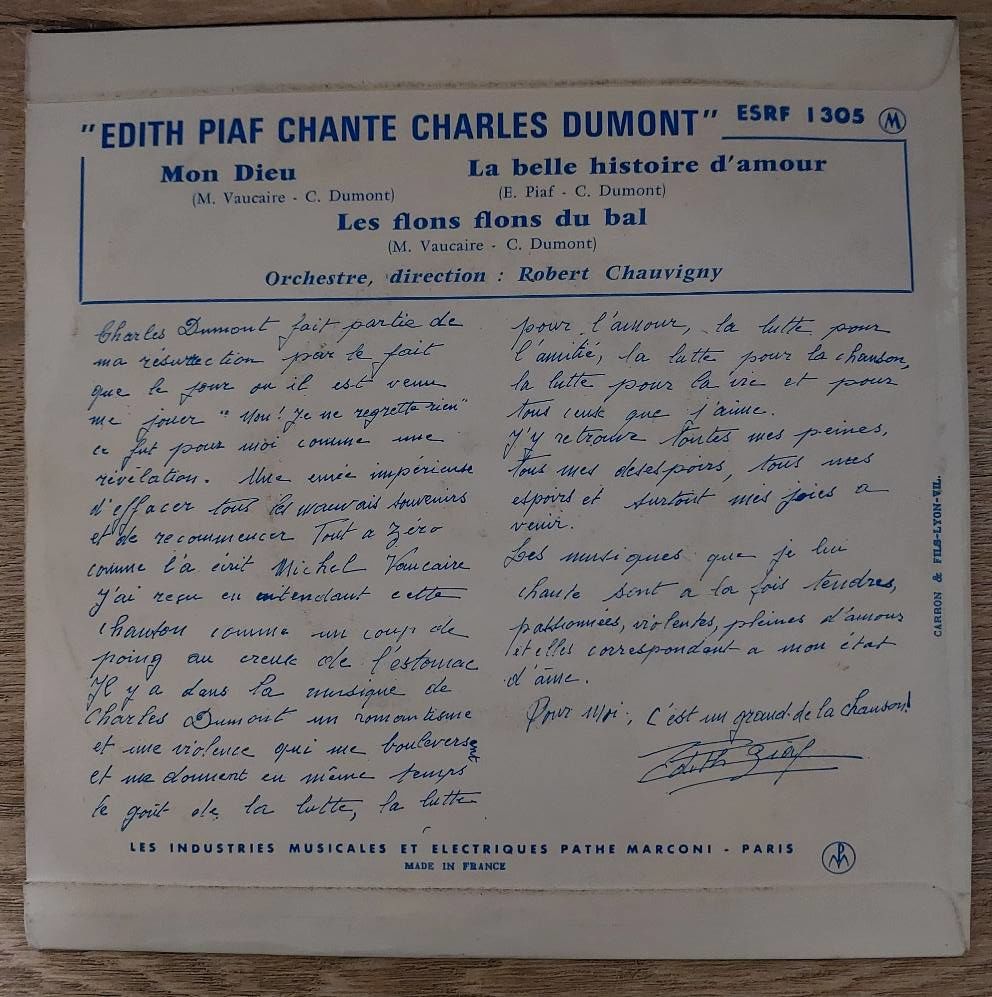 "EDITH PIAF CHANTE CHARLES DUMONT"
ESRF 1305
M
Mon Dieu
(M. Vaucaire - C. Dumont)
La belle histoire d'amour
(E. Piaf - C. Dumont)
Les flons flons du bal
(M. Vaucaire - C. Dumont)
Orchestre, direction : Robert Chauvigny
Charles Dumont fait partie de
ma résurrection par le fait
que le jour ou il est venu
me jouer "Non! Je ne regrette rien"
ce fut pour moi comme une
révélation. Une envie impérieuse
d'effacer tous les mauvais souvenirs
et de recommencer Tout a Zéro
comme l'a écrit Michel Vaucaire
J'ai reçu en entendant cette
chanson comme un coup de
poing au creux de l'estomac
Il y a dans la musique de
Charles Dumont un romantisme
et une violence qui me bouleversent
et me donnent en même temps
le goût de la lutte, la lutte
pour l'amour, la lutte pour
l'amitié, la lutte pour la chanson,
la lutte pour la vie et pour
tous ceux que j'aime.
J'y retrouve toutes mes peines,
tous mes desespoirs, tous mes
espoirs et surtout mes joies a
venir.
Les musiques que je lui
chante sont a la fois tendres,
passionnées, violentes, pleines d'amour
et elles correspondent a mon état
d'âme.
Pour moi, c'est un grand de la chanson!
Edith Piaf
CARRON & FILS-LYON-VII.
LES INDUSTRIES MUSICALES ET ELECTRIQUES PATHE MARCONI - PARIS
MADE IN FRANCE